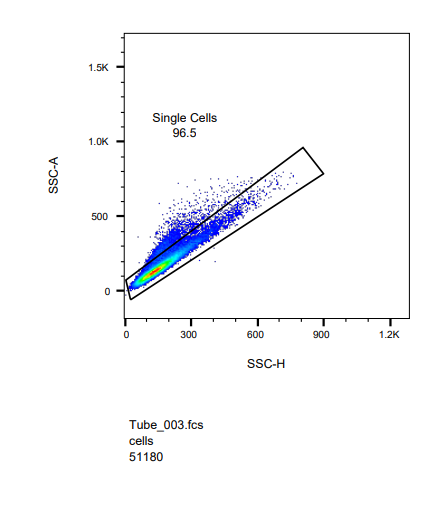 1.5K
Single Cells
96.5
1.0K
SSC-A
500
0
0 300 600 900 1.2K
SSC-H
Tube_003.fcs
cells
51180